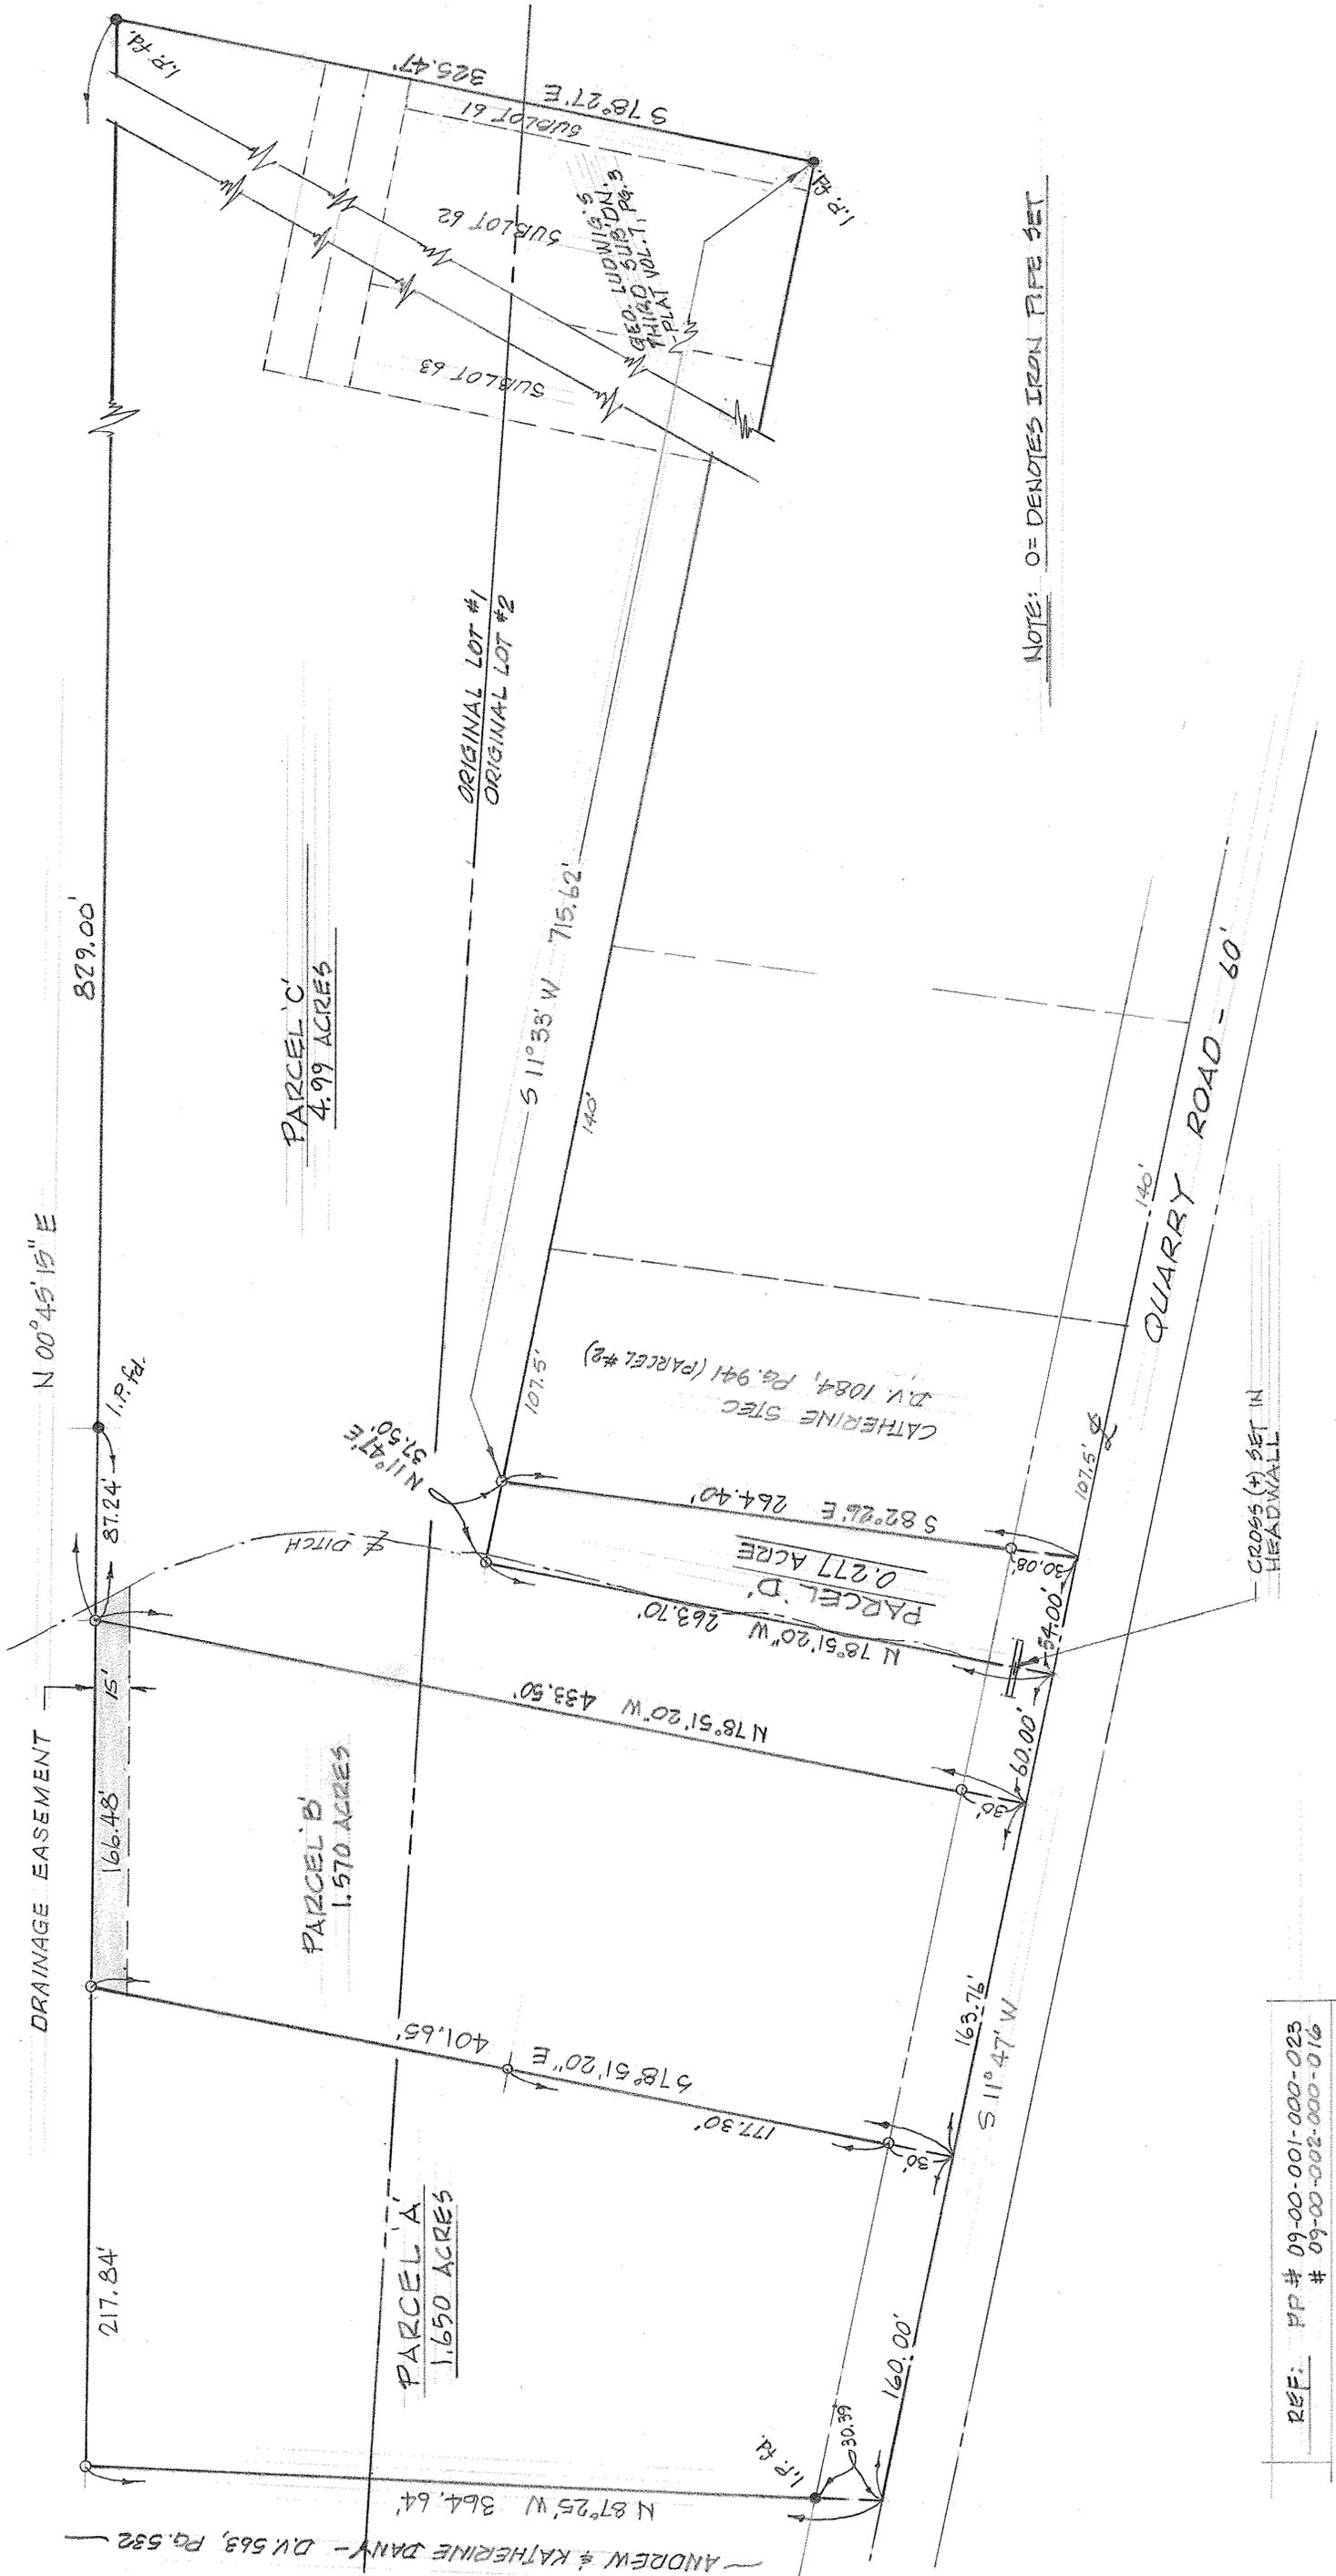 I.P. fd.
S 78°27' E
325.47'
SUBLOT 61
SUBLOT 62
SUBLOT 63
GEO. LUDWIG'S
THIRD SUB'DN.
PLAT VOL. 7, PG. 3
I.P. fd.
NOTE: O = DENOTES IRON PIPE SET
N 00°45'15" E
829.00'
PARCEL 'C'
4.99 ACRES
ORIGINAL LOT #1
ORIGINAL LOT #2
S 11°33' W 715.62'
140'
107.5'
140'
107.5'
QUARRY ROAD - 60'
I.P. fd.
87.24'
N 11°47' E
37.50'
CATHERINE STEC
D.V. 1084, PG. 941 (PARCEL #2)
S 82°26' E 264.40'
30.08'
℄ DITCH
PARCEL 'D'
0.277 ACRE
N 78°51'20" W 263.70'
54.00'
CROSS (+) SET IN
HEADWALL
N 78°51'20" W 433.50'
60.00'
30'
DRAINAGE EASEMENT
15'
166.48'
PARCEL 'B'
1.570 ACRES
163.76'
S 11°47' W
S 78°51'20" E 401.65'
177.30'
30'
217.84'
PARCEL 'A'
1.650 ACRES
160.00'
I.P. fd.
30.39
N 87°25' W 364.64'
ANDREW & KATHERINE DANY - D.V. 563, PG. 532
REF: PP # 09-00-001-000-023
# 09-00-002-000-016